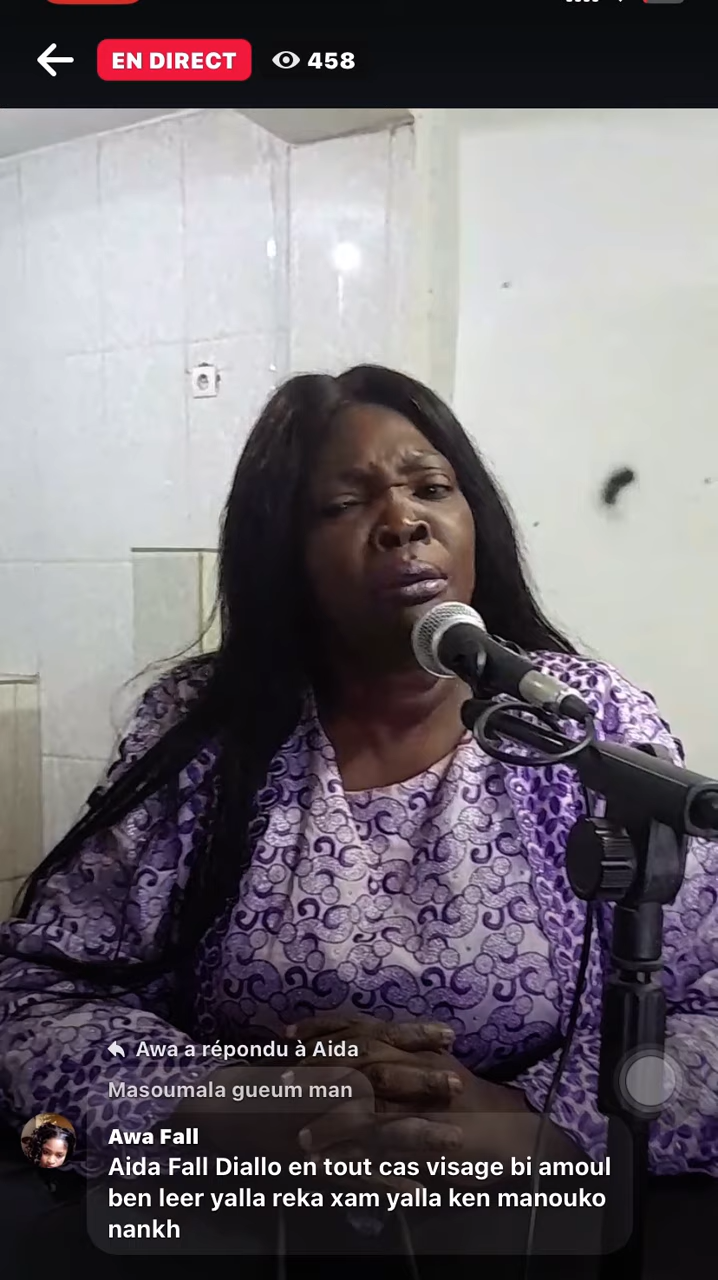 EN DIRECT 458
Awa a répondu à Aida
Masoumala gueum man
Awa Fall
Aida Fall Diallo en tout cas visage bi amoul
ben leer yalla reka xam yalla ken manouko
nankh